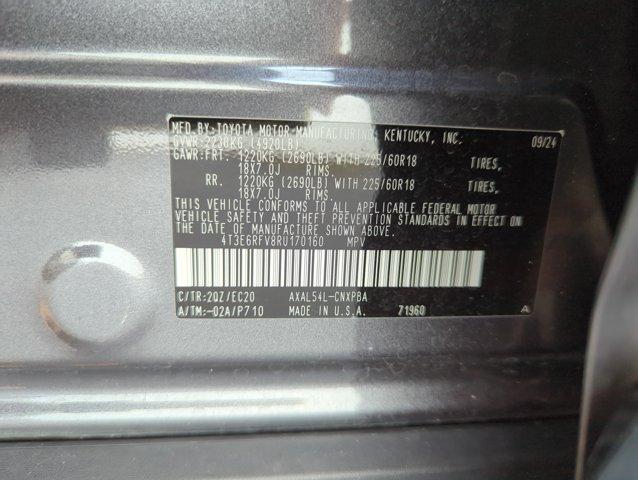 MFD.BY:TOYOTA MOTOR MANUFACTURING, KENTUCKY, INC. 09/24
GVWR:2230KG (4920LB)
GAWR:FRT. 1220KG (2690LB) WITH 225/60R18 TIRES,
18X7.0J RIMS.
RR. 1220KG (2690LB) WITH 225/60R18 TIRES,
18X7.0J RIMS.
THIS VEHICLE CONFORMS TO ALL APPLICABLE FEDERAL MOTOR
VEHICLE SAFETY AND THEFT PREVENTION STANDARDS IN EFFECT ON
THE DATE OF MANUFACTURE SHOWN ABOVE.
4T3E6RFV8RU170160 MPV
C/TR:20Z/EC20 AXAL54L-CNXPBA
A/TM:-02A/P710 MADE IN U.S.A. 71960 A